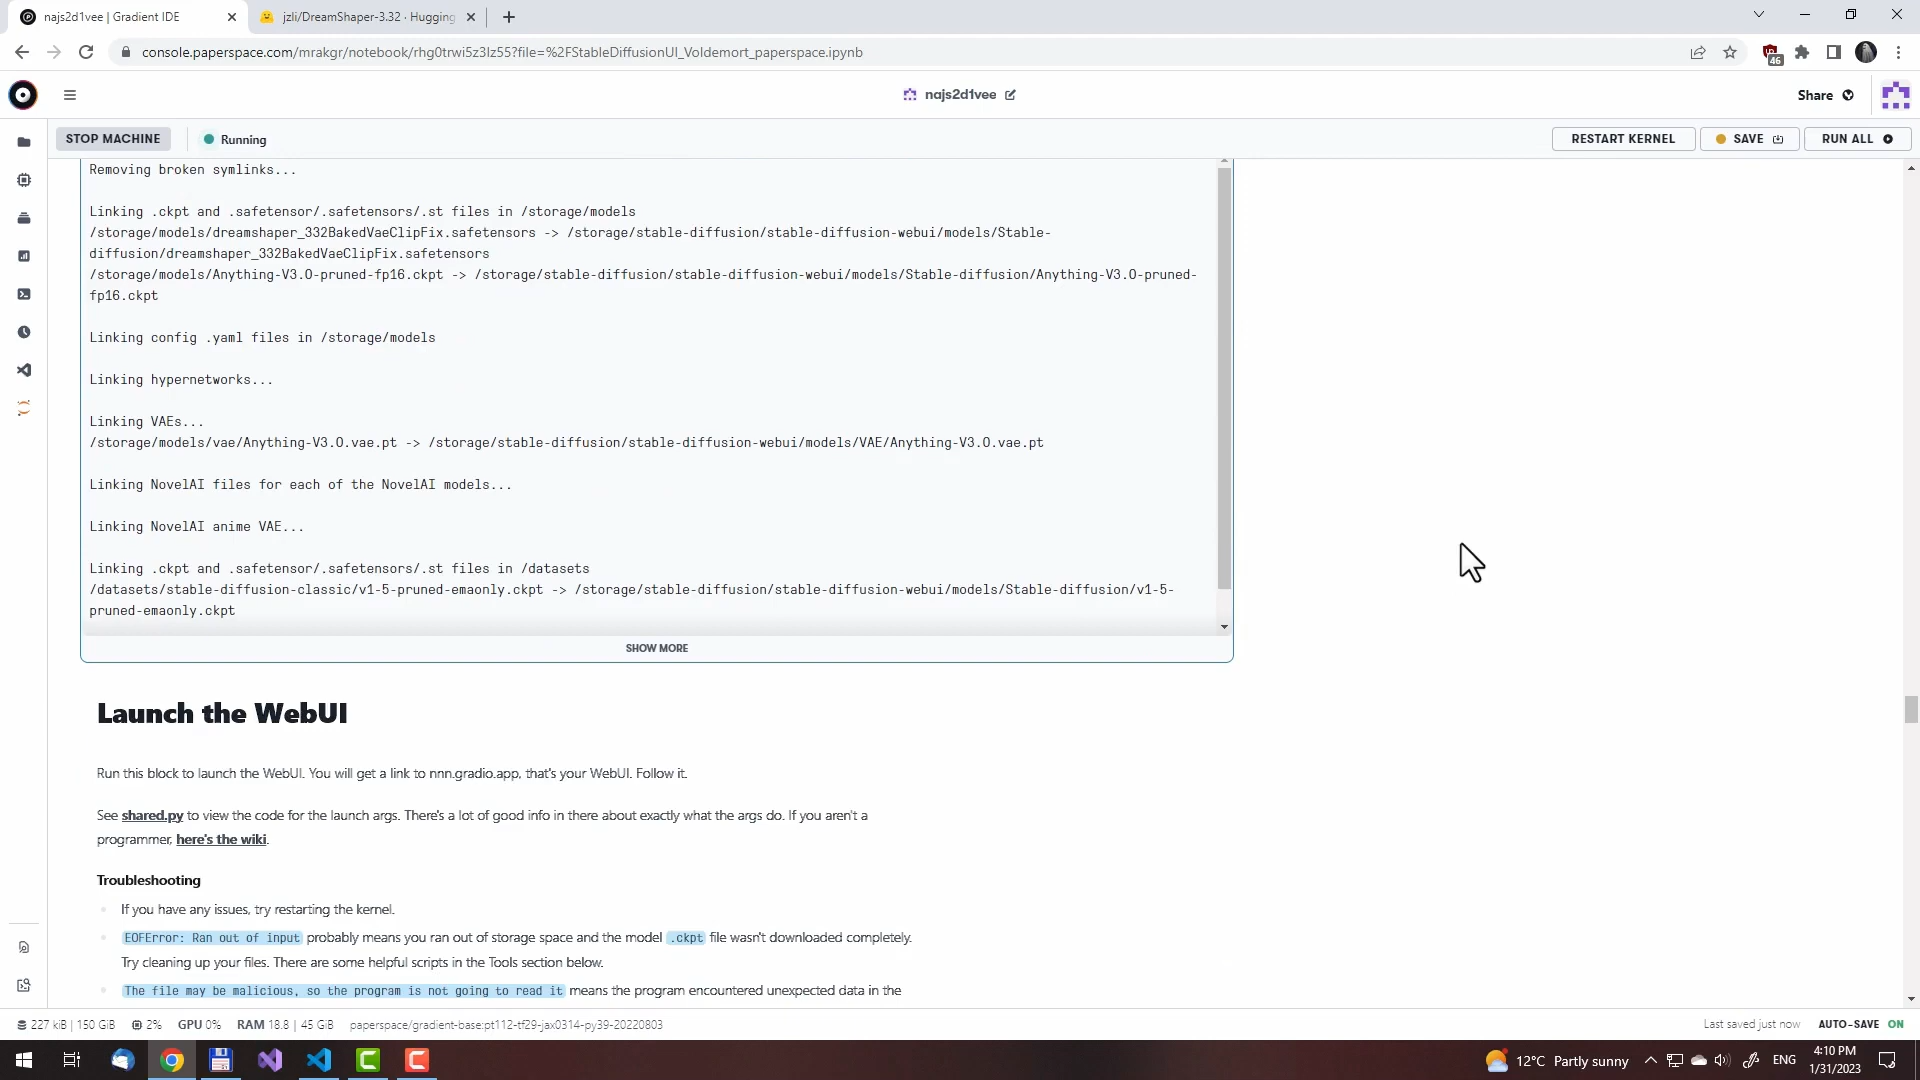 najs2d1vee | Gradient IDE
jzli/DreamShaper-3.32 · Hugging
console.paperspace.com/mrakgr/notebook/rhg0trwi5z3lz55?file=%2FStableDiffusionUI_Voldemort_paperspace.ipynb
46
najs2d1vee
Share
STOP MACHINE
Running
RESTART KERNEL
SAVE
RUN ALL
Removing broken symlinks...
Linking .ckpt and .safetensor/.safetensors/.st files in /storage/models
/storage/models/dreamshaper_332BakedVaeClipFix.safetensors -> /storage/stable-diffusion/stable-diffusion-webui/models/Stable-
diffusion/dreamshaper_332BakedVaeClipFix.safetensors
/storage/models/Anything-V3.0-pruned-fp16.ckpt -> /storage/stable-diffusion/stable-diffusion-webui/models/Stable-diffusion/Anything-V3.0-pruned-
fp16.ckpt
Linking config .yaml files in /storage/models
Linking hypernetworks...
Linking VAEs...
/storage/models/vae/Anything-V3.0.vae.pt -> /storage/stable-diffusion/stable-diffusion-webui/models/VAE/Anything-V3.0.vae.pt
Linking NovelAI files for each of the NovelAI models...
Linking NovelAI anime VAE...
Linking .ckpt and .safetensor/.safetensors/.st files in /datasets
/datasets/stable-diffusion-classic/v1-5-pruned-emaonly.ckpt -> /storage/stable-diffusion/stable-diffusion-webui/models/Stable-diffusion/v1-5-
pruned-emaonly.ckpt
SHOW MORE
Launch the WebUI
Run this block to launch the WebUI. You will get a link to nnn.gradio.app, that's your WebUI. Follow it.
See shared.py to view the code for the launch args. There's a lot of good info in there about exactly what the args do. If you aren't a
programmer, here's the wiki.
Troubleshooting
If you have any issues, try restarting the kernel.
EOFError: Ran out of input probably means you ran out of storage space and the model .ckpt file wasn't downloaded completely.
Try cleaning up your files. There are some helpful scripts in the Tools section below.
The file may be malicious, so the program is not going to read it means the program encountered unexpected data in the
227 kiB | 150 GiB
2%
GPU 0%
RAM 18.8 | 45 GiB
paperspace/gradient-base:pt112-tf29-jax0314-py39-20220803
Last saved just now
AUTO-SAVE ON
12°C Partly sunny
ENG
4:10 PM
1/31/2023